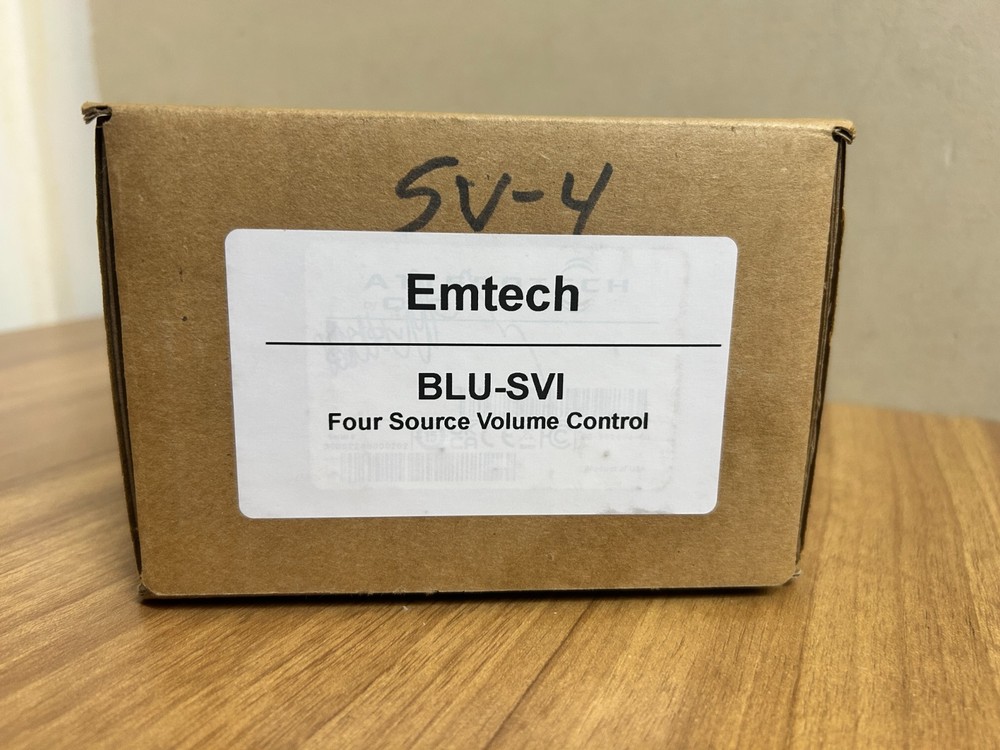 SV-4
Emtech
BLU-SVI
Four Source Volume Control